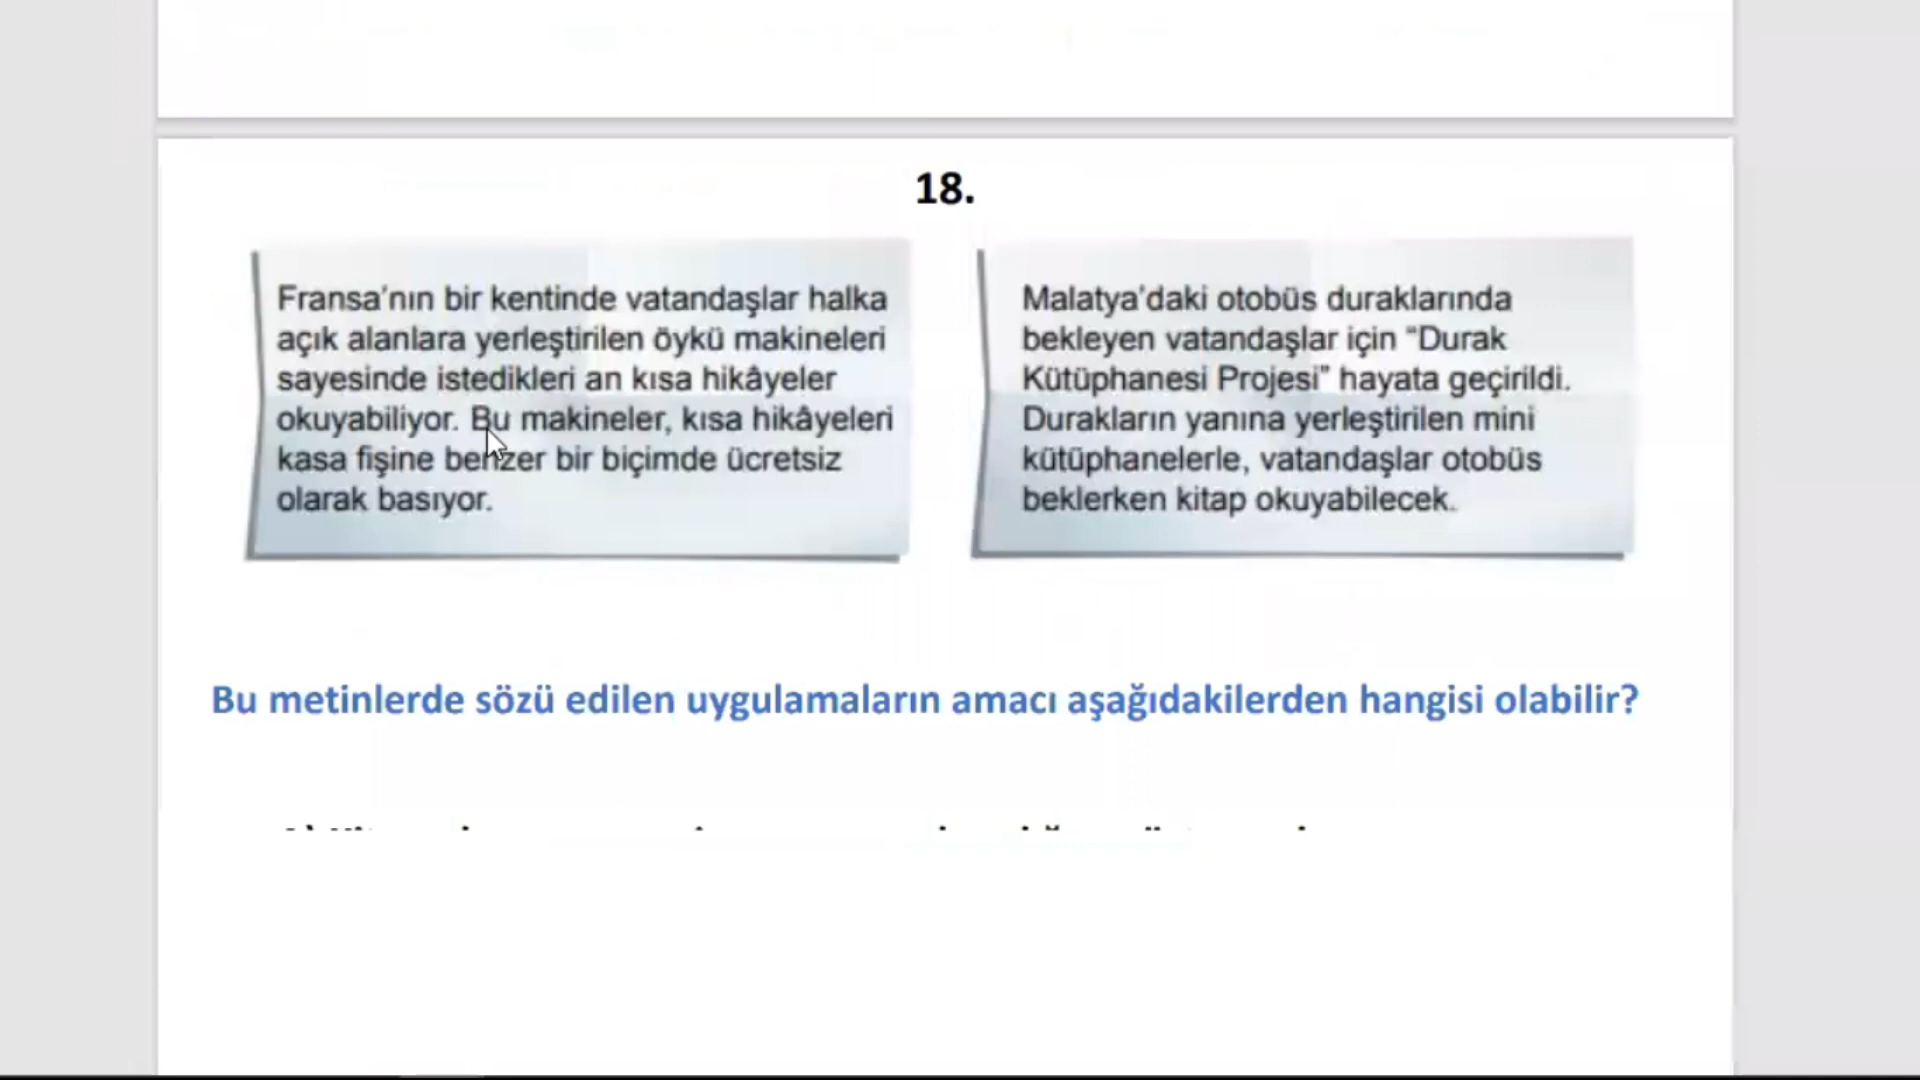 18.
Fransa'nın bir kentinde vatandaşlar halka
açık alanlara yerleştirilen öykü makineleri
sayesinde istedikleri an kısa hikâyeler
okuyabiliyor. Bu makineler, kısa hikâyeleri
kasa fişine benzer bir biçimde ücretsiz
olarak basıyor.
Malatya'daki otobüs duraklarında
bekleyen vatandaşlar için “Durak
Kütüphanesi Projesi” hayata geçirildi.
Durakların yanına yerleştirilen mini
kütüphanelerle, vatandaşlar otobüs
beklerken kitap okuyabilecek.
Bu metinlerde sözü edilen uygulamaların amacı aşağıdakilerden hangisi olabilir?